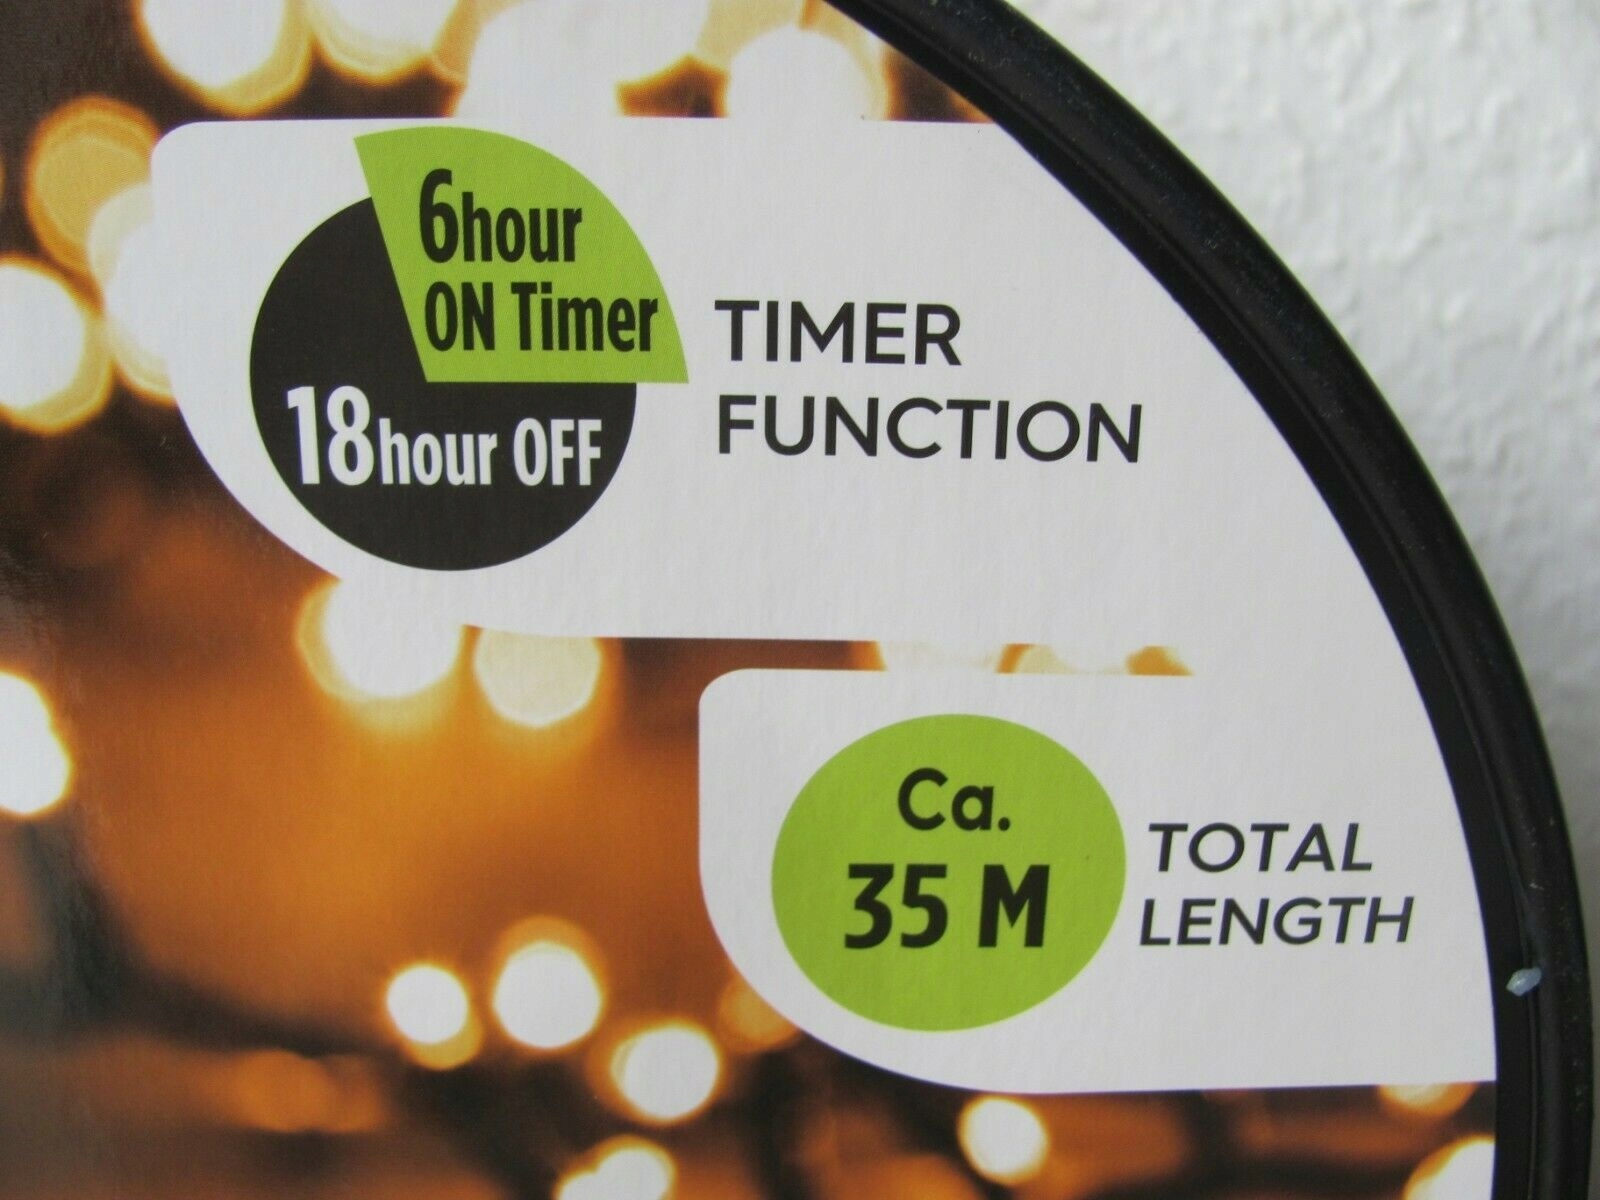 6hour
ON Timer
18hour OFF
TIMER
FUNCTION
Ca.
35 M
TOTAL
LENGTH